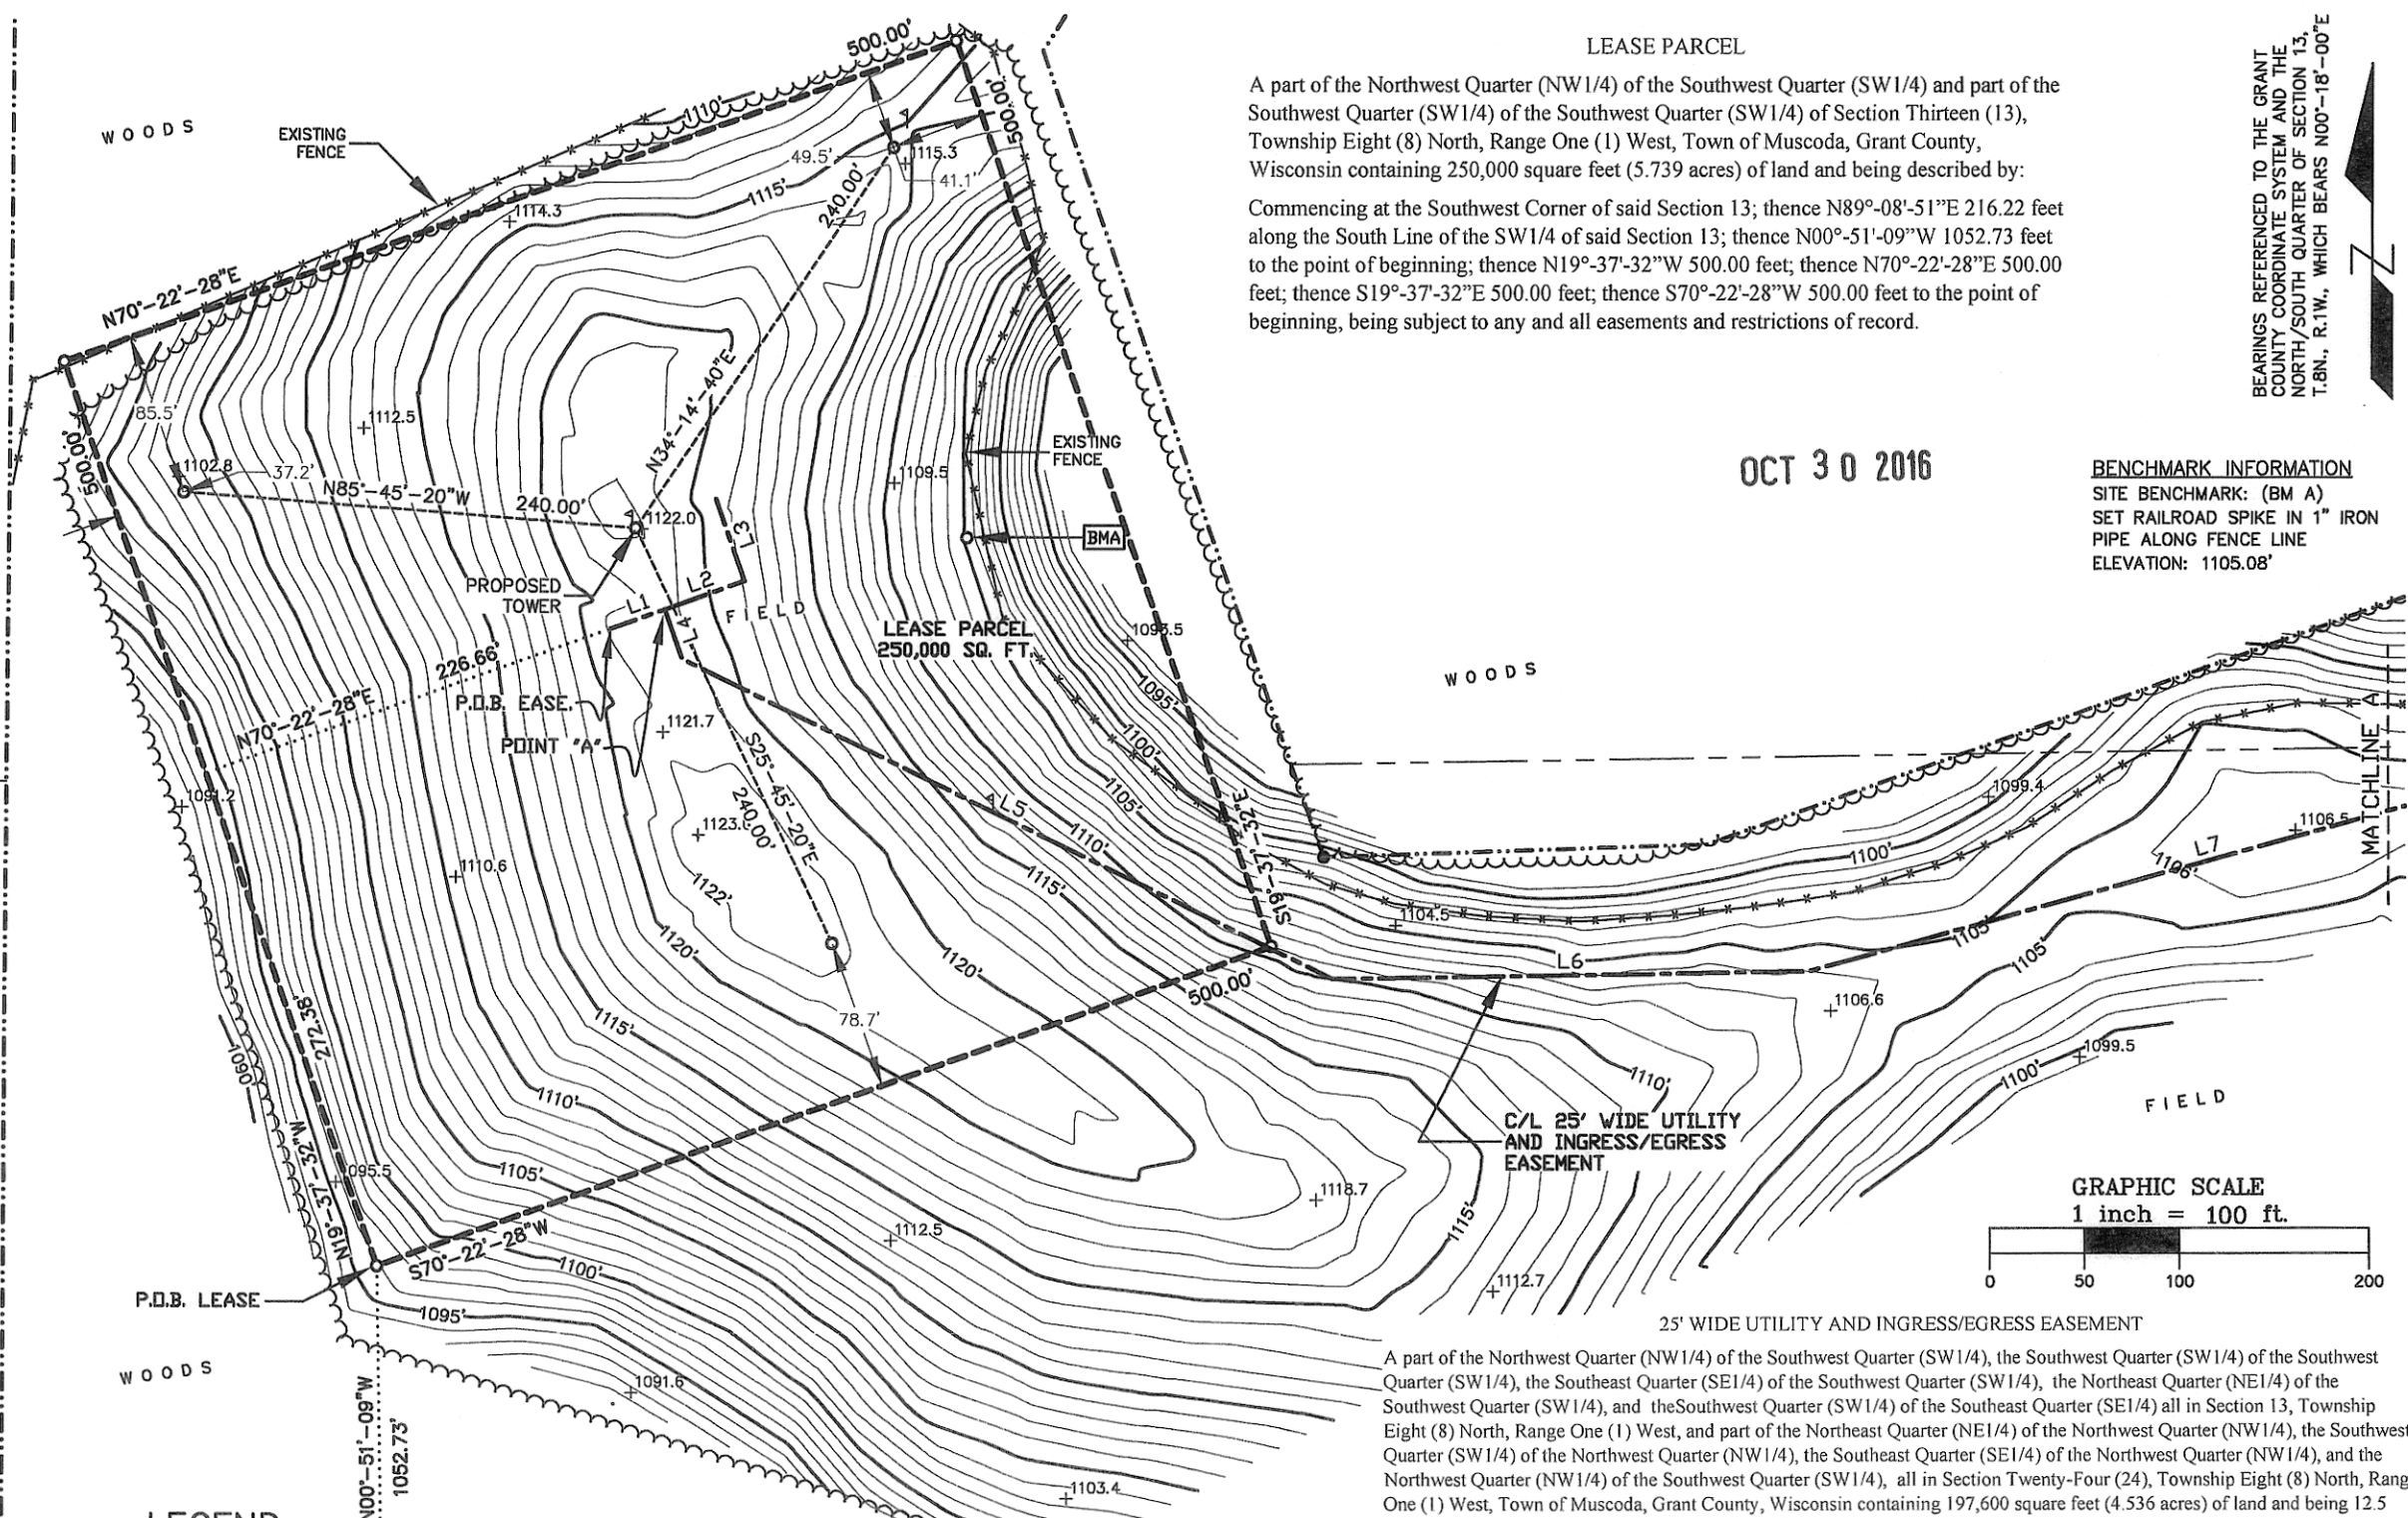 LEASE PARCEL
A part of the Northwest Quarter (NW1/4) of the Southwest Quarter (SW1/4) and part of the
Southwest Quarter (SW1/4) of the Southwest Quarter (SW1/4) of Section Thirteen (13),
Township Eight (8) North, Range One (1) West, Town of Muscoda, Grant County,
Wisconsin containing 250,000 square feet (5.739 acres) of land and being described by:
Commencing at the Southwest Corner of said Section 13; thence N89°-08'-51"E 216.22 feet
along the South Line of the SW1/4 of said Section 13; thence N00°-51'-09"W 1052.73 feet
to the point of beginning; thence N19°-37'-32"W 500.00 feet; thence N70°-22'-28"E 500.00
feet; thence S19°-37'-32"E 500.00 feet; thence S70°-22'-28"W 500.00 feet to the point of
beginning, being subject to any and all easements and restrictions of record.
BEARINGS REFERENCED TO THE GRANT
COUNTY COORDINATE SYSTEM AND THE
NORTH/SOUTH QUARTER OF SECTION 13,
T.8N., R.1W., WHICH BEARS N00°-18'-00"E
OCT 30 2016
BENCHMARK INFORMATION
SITE BENCHMARK: (BM A)
SET RAILROAD SPIKE IN 1" IRON
PIPE ALONG FENCE LINE
ELEVATION: 1105.08'
500.00'
1110'
WOODS
EXISTING
FENCE
500.00'
49.5'
1115.3
41.1'
1115'
240.00'
1114.3
N70°-22'-28"E
85.5'
1112.5
N34°-14'-40"E
500.00'
1102.8
37.2'
N85°-45'-20"W
240.00'
1122.0
1109.5
EXISTING
FENCE
BMA
L3
PROPOSED
TOWER
L1
L2
FIELD
L4
LEASE PARCEL
250,000 SQ. FT.
1093.5
226.66'
N70°-22'-28"E
P.O.B. EASE.
POINT "A"
1121.7
1095'
1100'
WOODS
S25°-45'-20"E
240.00'
1091.2
1105'
L5
1110'
S19°-37'-32"E
1099.4
MATCHLINE A
1106.5
L7
1106'
1100'
1110.6
1122'
1115'
1104.5
1120'
1120'
L6
1105'
1105'
500.00'
1106.6
78.7'
1115'
272.38'
1090'
1110'
1110'
1099.5
1100'
FIELD
C/L 25' WIDE UTILITY
AND INGRESS/EGRESS
EASEMENT
N19°-37'-32"W
1105'
1118.7
1115'
1112.5
S70°-22'-28"W
1100'
1112.7
GRAPHIC SCALE
1 inch = 100 ft.
0 50 100 200
P.O.B. LEASE
1095'
WOODS
1091.6
N00°-51'-09"W
1052.73'
1103.4
LEGEND
25' WIDE UTILITY AND INGRESS/EGRESS EASEMENT
A part of the Northwest Quarter (NW1/4) of the Southwest Quarter (SW1/4), the Southwest Quarter (SW1/4) of the Southwest
Quarter (SW1/4), the Southeast Quarter (SE1/4) of the Southwest Quarter (SW1/4), the Northeast Quarter (NE1/4) of the
Southwest Quarter (SW1/4), and theSouthwest Quarter (SW1/4) of the Southeast Quarter (SE1/4) all in Section 13, Township
Eight (8) North, Range One (1) West, and part of the Northeast Quarter (NE1/4) of the Northwest Quarter (NW1/4), the Southwest
Quarter (SW1/4) of the Northwest Quarter (NW1/4), the Southeast Quarter (SE1/4) of the Northwest Quarter (NW1/4), and the
Northwest Quarter (NW1/4) of the Southwest Quarter (SW1/4), all in Section Twenty-Four (24), Township Eight (8) North, Rang
One (1) West, Town of Muscoda, Grant County, Wisconsin containing 197,600 square feet (4.536 acres) of land and being 12.5